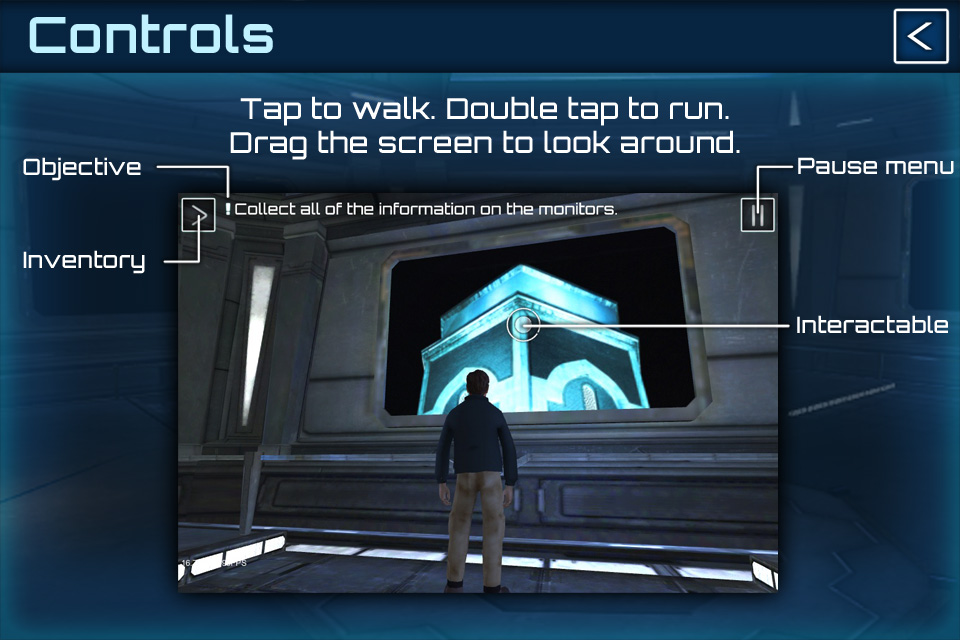 Controls
Tap to walk. Double tap to run.
Drag the screen to look around.
Objective
Pause menu
! Collect all of the information on the monitors.
Inventory
Interactable